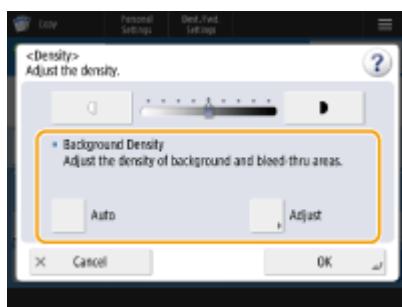 Copy
Personal Settings
Dest./Fwd. Settings
<Density>
Adjust the density.
?
Background Density
Adjust the density of background and bleed-thru areas.
Auto
Adjust
× Cancel
OK